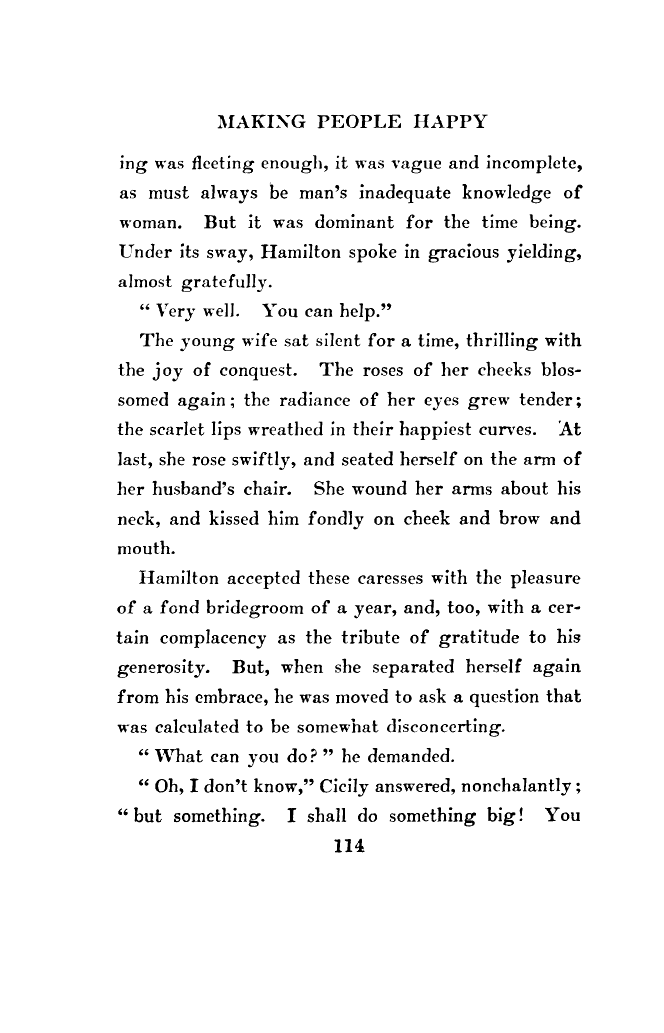 MAKING PEOPLE HAPPY
ing was fleeting enough, it was vague and incomplete,
as must always be man's inadequate knowledge of
woman. But it was dominant for the time being.
Under its sway, Hamilton spoke in gracious yielding,
almost gratefully.
“ Very well. You can help.”
The young wife sat silent for a time, thrilling with
the joy of conquest. The roses of her cheeks blos-
somed again; the radiance of her eyes grew tender;
the scarlet lips wreathed in their happiest curves. At
last, she rose swiftly, and seated herself on the arm of
her husband's chair. She wound her arms about his
neck, and kissed him fondly on cheek and brow and
mouth.
Hamilton accepted these caresses with the pleasure
of a fond bridegroom of a year, and, too, with a cer-
tain complacency as the tribute of gratitude to his
generosity. But, when she separated herself again
from his embrace, he was moved to ask a question that
was calculated to be somewhat disconcerting.
“ What can you do? ” he demanded.
“ Oh, I don't know,” Cicily answered, nonchalantly;
“ but something. I shall do something big! You
114